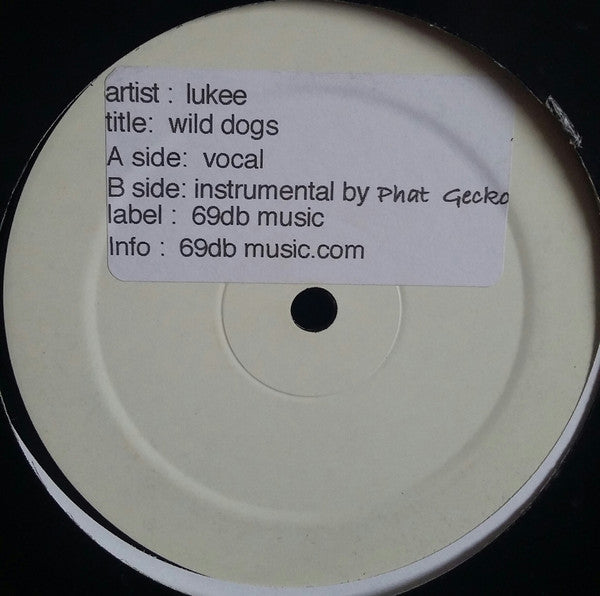 artist : lukee
title: wild dogs
A side: vocal
B side: instrumental by Phat Gecko
label : 69db music
Info : 69db music.com